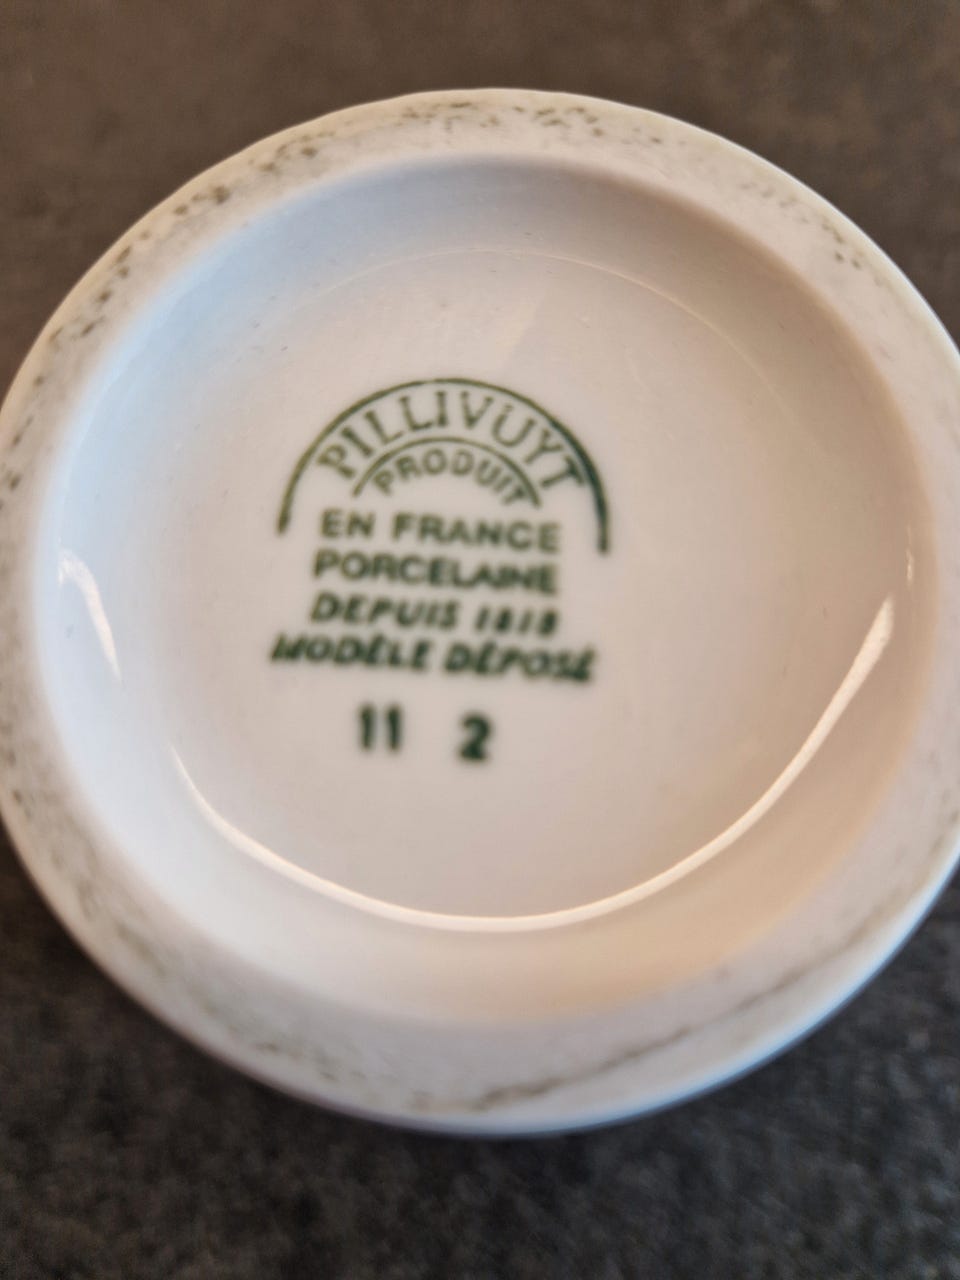 PILLIVUYT
PRODUIT
EN FRANCE
PORCELAINE
DEPUIS 1818
MODÈLE DÉPOSÉ
11 2